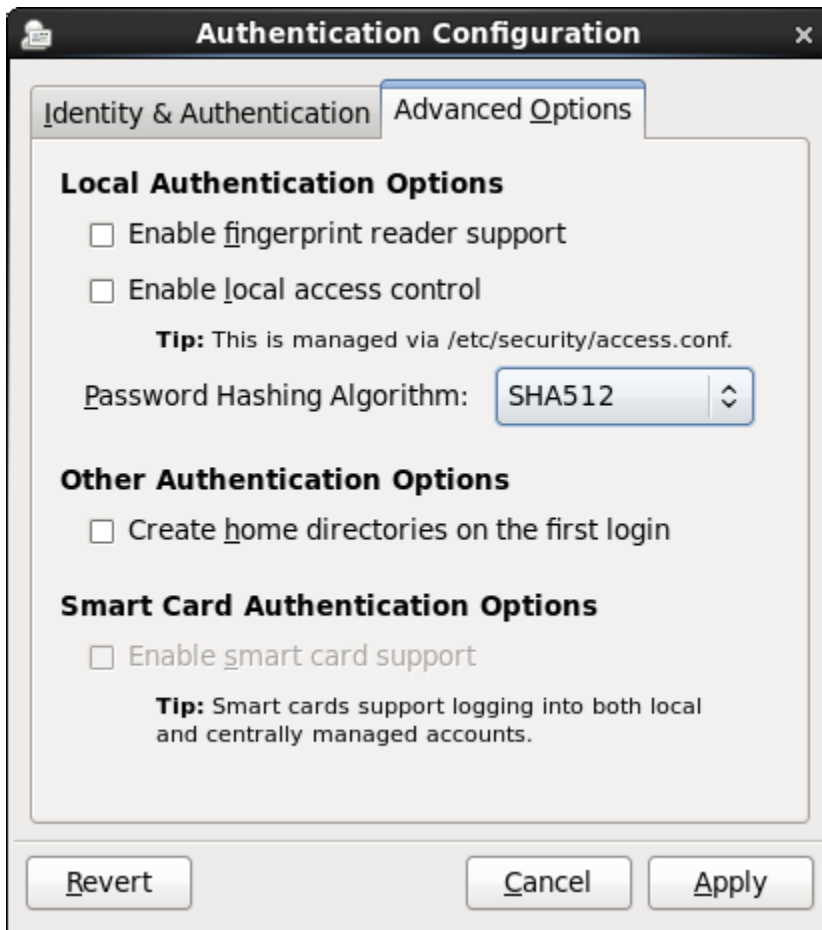 Authentication Configuration
Identity & Authentication
Advanced Options
Local Authentication Options
Enable fingerprint reader support
Enable local access control
Tip: This is managed via /etc/security/access.conf.
Password Hashing Algorithm: SHA512
Other Authentication Options
Create home directories on the first login
Smart Card Authentication Options
Enable smart card support
Tip: Smart cards support logging into both local
and centrally managed accounts.
Revert Cancel Apply